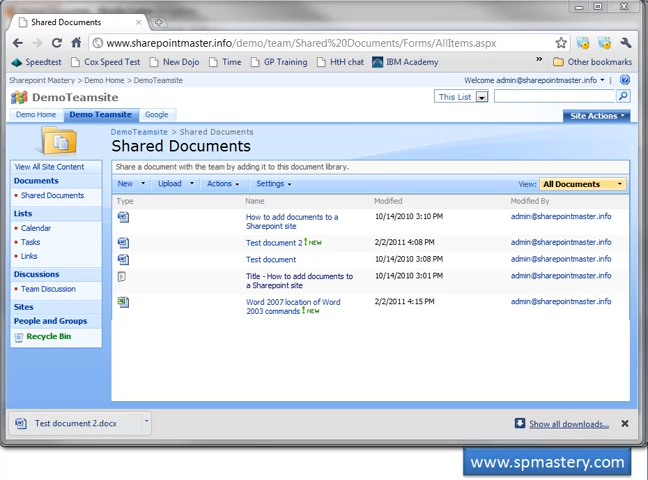 Shared Documents
www.sharepointmaster.info/demo/team/Shared%20Documents/Forms/AllItems.aspx
Speedtest Cox Speed Test New Dojo Time GP Training HtH chat IBM Academy » Other bookmarks
Sharepoint Mastery > Demo Home > DemoTeamsite Welcome admin@sharepointmaster.info
DemoTeamsite This List
Demo Home Demo Teamsite Google Site Actions
DemoTeamsite > Shared Documents
Shared Documents
View All Site Content
Documents
Shared Documents
Lists
Calendar
Tasks
Links
Discussions
Team Discussion
Sites
People and Groups
Recycle Bin
Share a document with the team by adding it to this document library.
New Upload Actions Settings View: All Documents
Type Name Modified Modified By
How to add documents to a 10/14/2010 3:10 PM admin@sharepointmaster.info
Sharepoint site
Test document 2 ! NEW 2/2/2011 4:08 PM admin@sharepointmaster.info
Test document 10/14/2010 3:08 PM admin@sharepointmaster.info
Title - How to add documents to 10/14/2010 3:01 PM admin@sharepointmaster.info
a Sharepoint site
Word 2007 location of Word 2/2/2011 4:15 PM admin@sharepointmaster.info
2003 commands ! NEW
Test document 2.docx Show all downloads...
www.spmastery.com